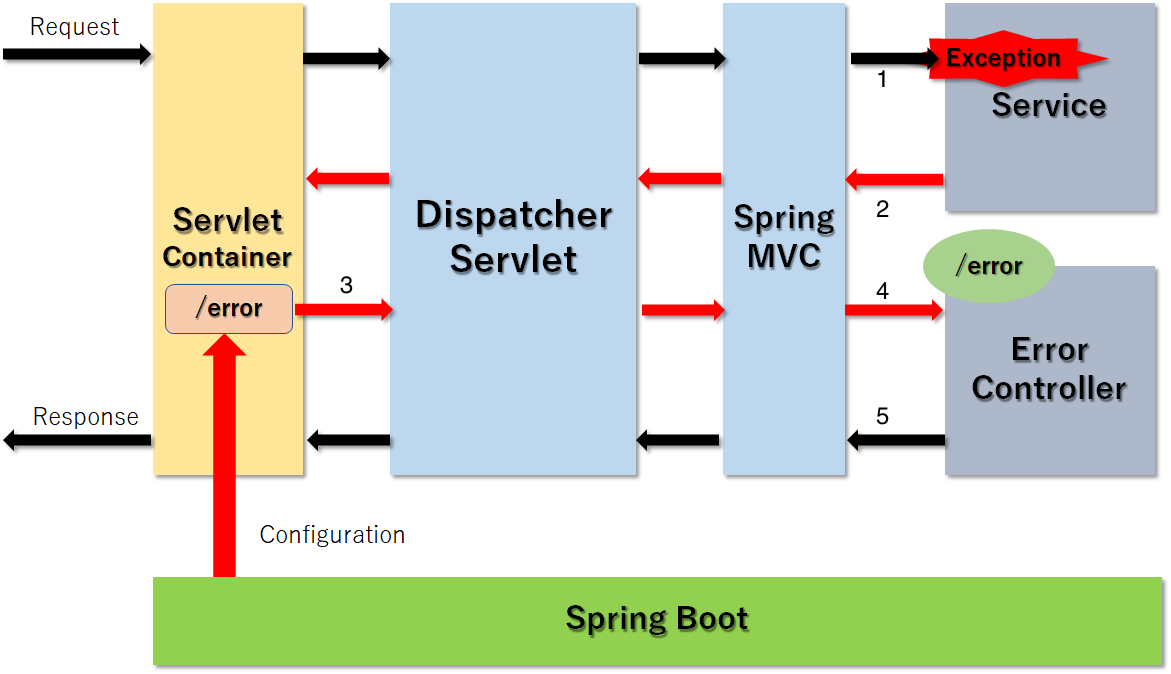 Request
1
Exception
Service
2
Servlet
Container
/error
Dispatcher
Servlet
Spring
MVC
/error
3
4
Error
Controller
Response
5
Configuration
Spring Boot